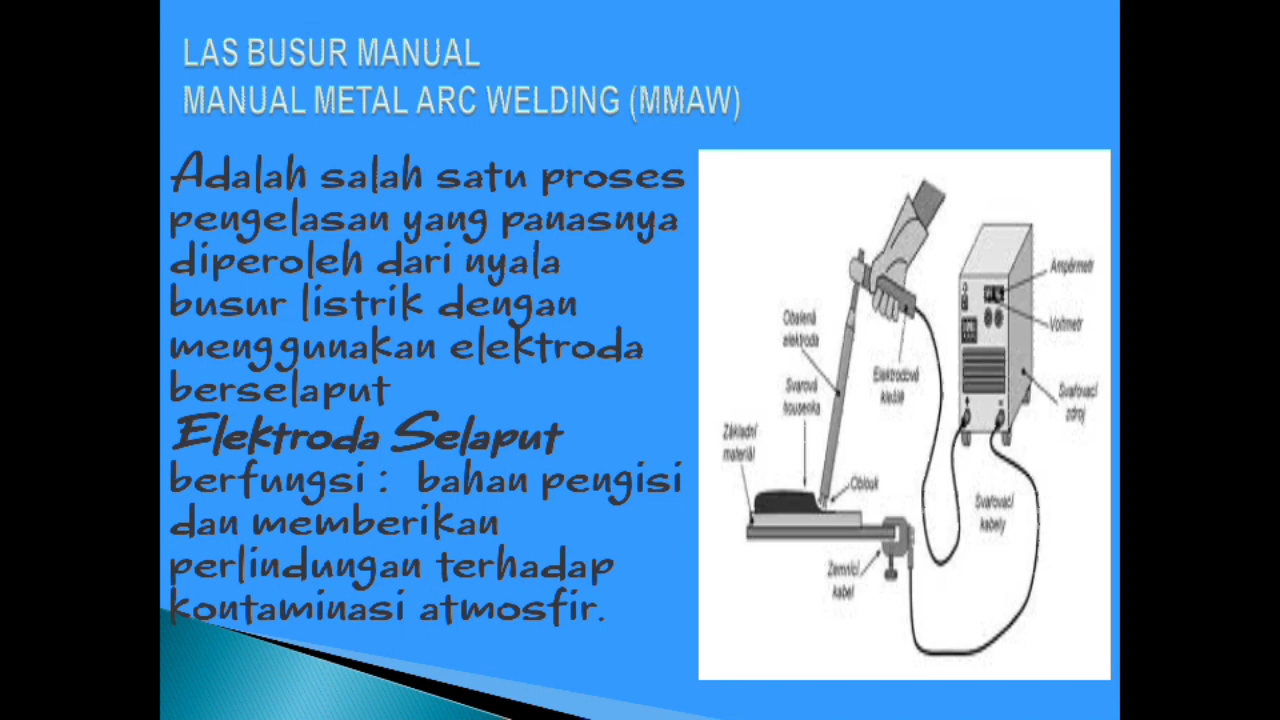 LAS BUSUR MANUAL
MANUAL METAL ARC WELDING (MMAW)
Adalah salah satu proses
pengelasan yang panasnya
diperoleh dari nyala
busur listrik dengan
menggunakan elektroda
berselaput
Elektroda Selaput
berfungsi : bahan pengisi
dan memberikan
perlindungan terhadap
kontaminasi atmosfir.
Ampérmetr
Voltmetr
Obalená
elektroda
Elektrodové
kleště
Svarová
housenka
Svařovací
zdroj
Základní
materiál
Oblouk
Svařovací
kabely
Zemnící
kabel